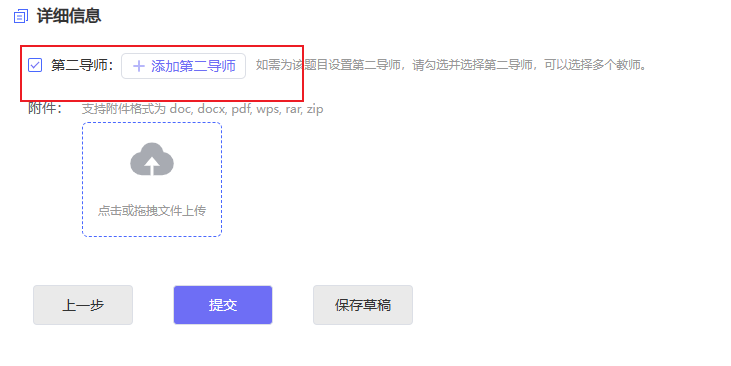 详细信息
第二导师： 添加第二导师 如需为该题目设置第二导师，请勾选并选择第二导师，可以选择多个教师。
附件： 支持附件格式为 doc, docx, pdf, wps, rar, zip
点击或拖拽文件上传
上一步 提交 保存草稿